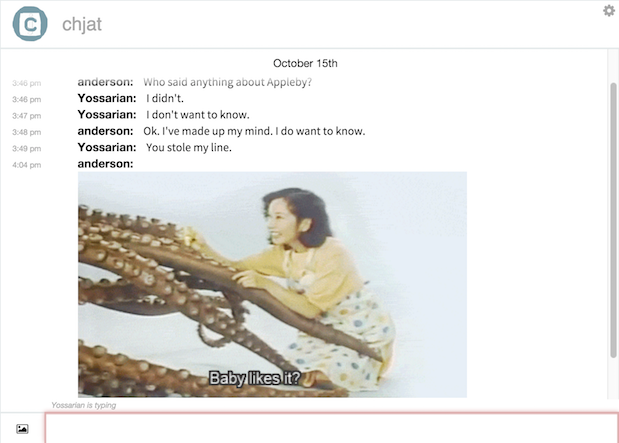 C chjat
October 15th
3:46 pm anderson: Who said anything about Appleby?
3:46 pm Yossarian: I didn't.
3:47 pm Yossarian: I don't want to know.
3:48 pm anderson: Ok. I've made up my mind. I do want to know.
3:49 pm Yossarian: You stole my line.
4:04 pm anderson:
Baby likes it?
Yossarian is typing